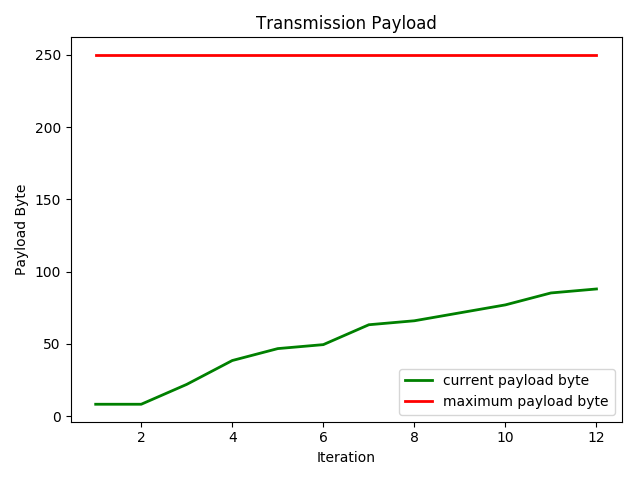 Transmission Payload
250
200
150
100
50
0
Payload Byte
2 4 6 8 10 12
Iteration
current payload byte
maximum payload byte